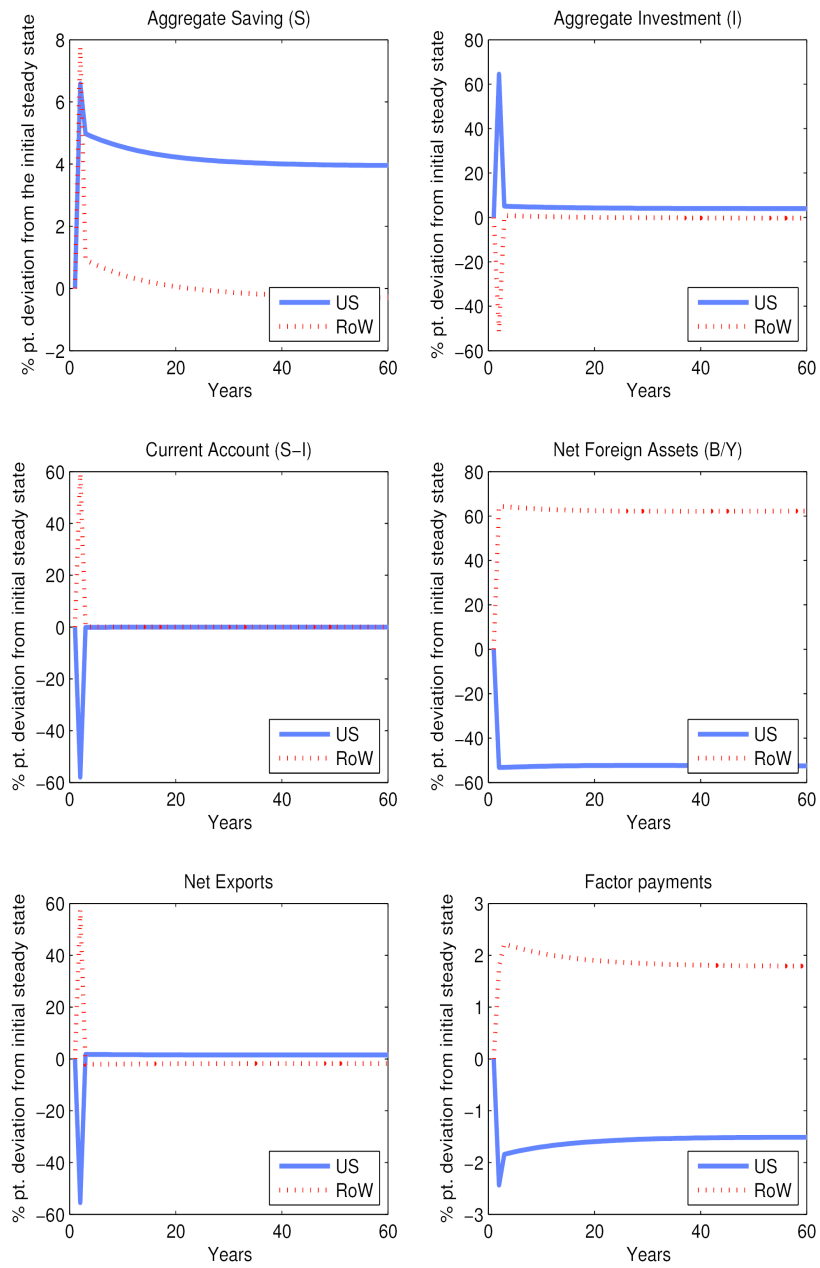 Aggregate Saving (S)
% pt. deviation from the initial steady state
8
6
4
2
0
−2
0 20 40 60
Years
US
RoW
Aggregate Investment (I)
% pt. deviation from initial steady state
80
60
40
20
0
−20
−40
−60
0 20 40 60
Years
US
RoW
Current Account (S−I)
% pt. deviation from initial steady state
60
40
20
0
−20
−40
−60
0 20 40 60
Years
US
RoW
Net Foreign Assets (B/Y)
% pt. deviation from initial steady state
80
60
40
20
0
−20
−40
−60
0 20 40 60
Years
US
RoW
Net Exports
% pt. deviation from initial steady state
60
40
20
0
−20
−40
−60
0 20 40 60
Years
US
RoW
Factor payments
% pt. deviation from initial steady state
3
2
1
0
−1
−2
−3
0 20 40 60
Years
US
RoW